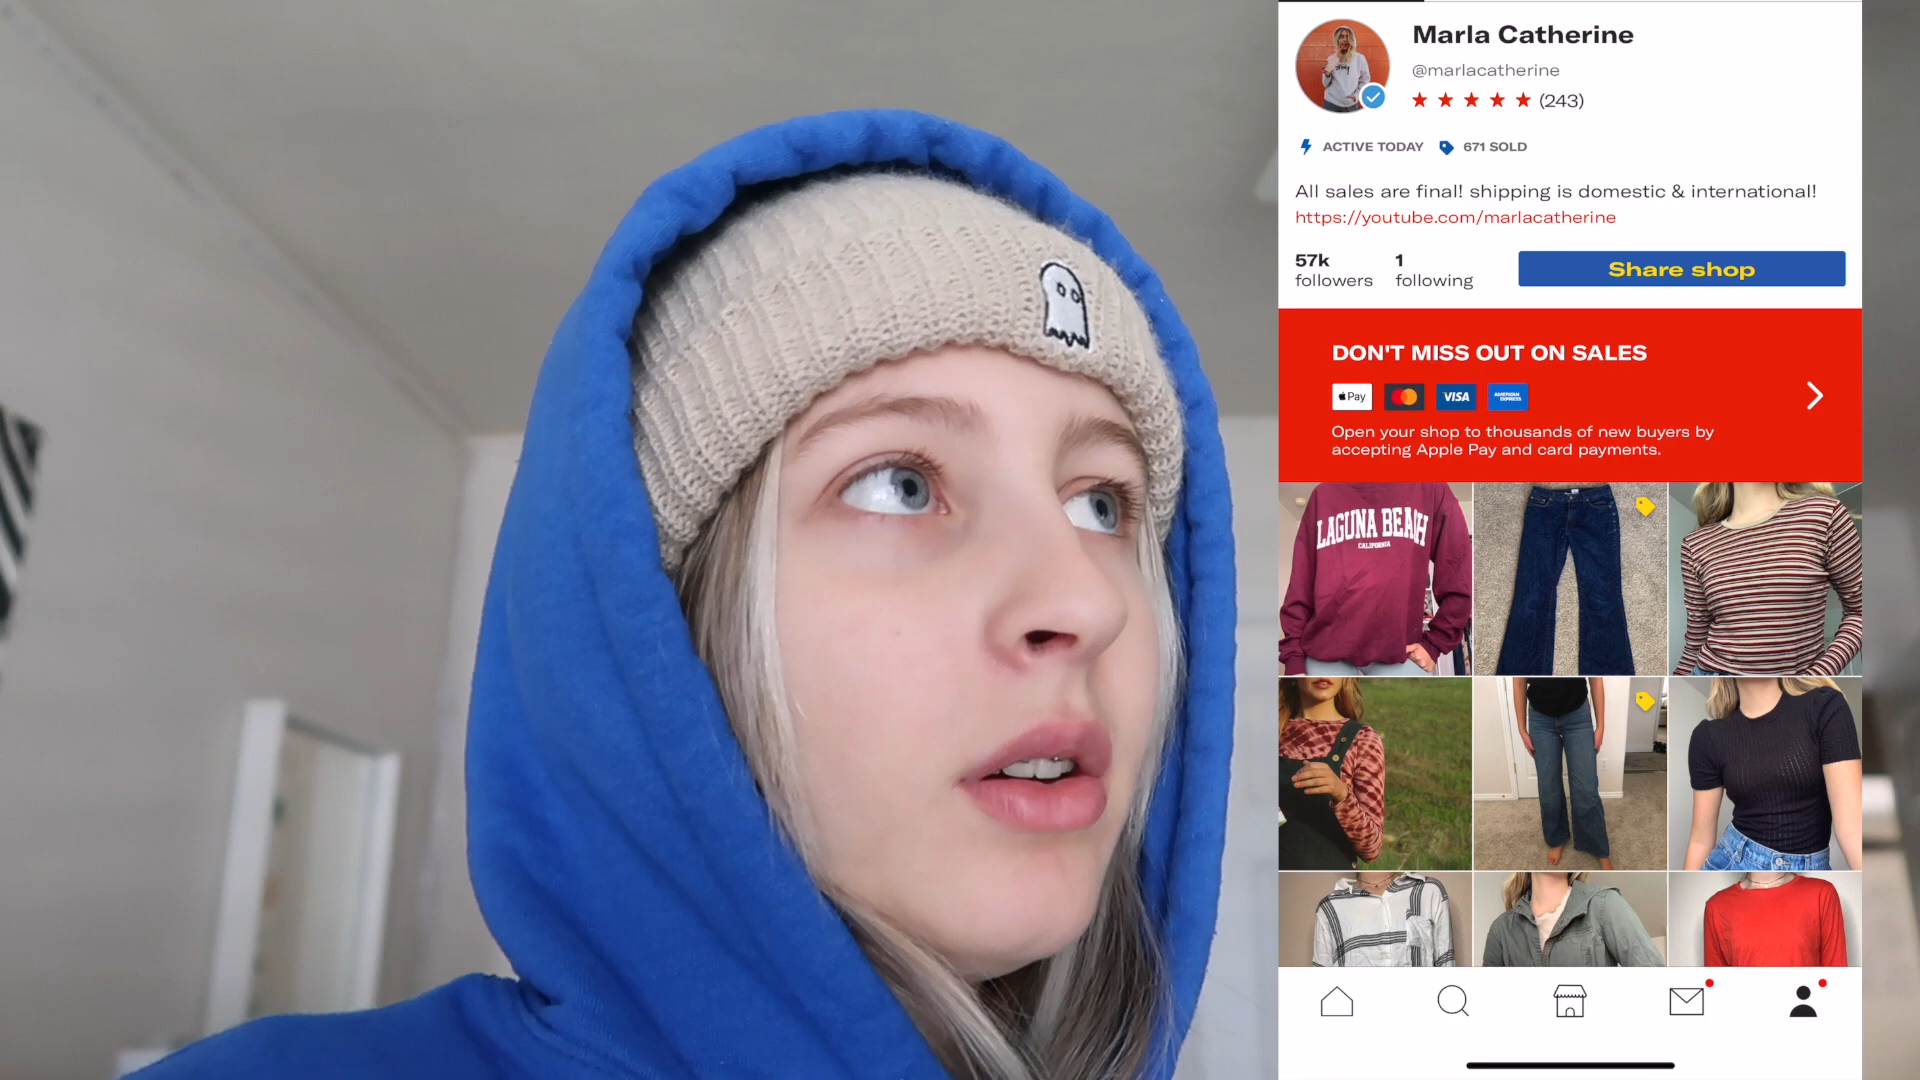 Marla Catherine
@marlacatherine
(243)
ACTIVE TODAY 671 SOLD
All sales are final! shipping is domestic & international!
https://youtube.com/marlacatherine
57k 1
followers following
Share shop
DON'T MISS OUT ON SALES
Pay VISA AMERICAN EXPRESS
Open your shop to thousands of new buyers by
accepting Apple Pay and card payments.
LAGUNA BEACH
CALIFORNIA